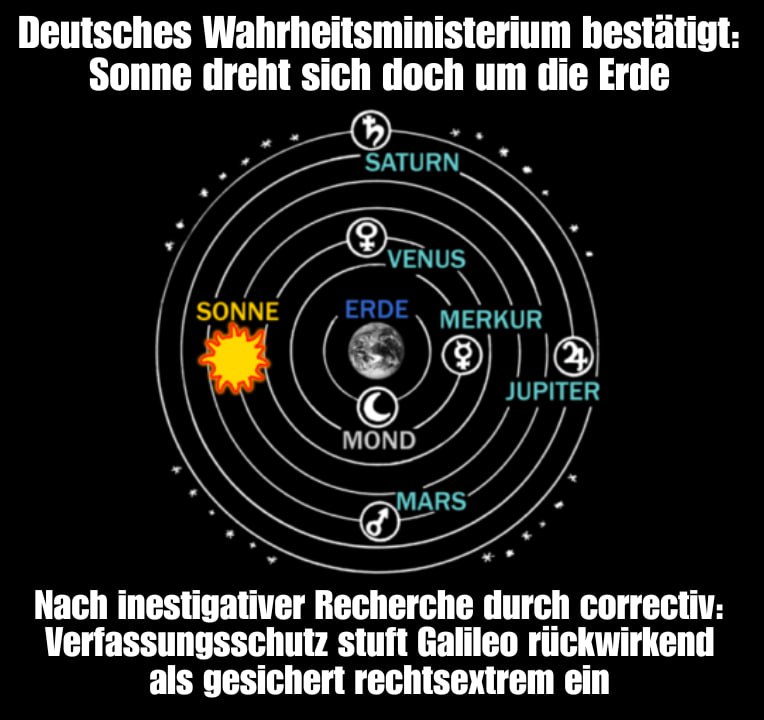 Deutsches Wahrheitsministerium bestätigt:
Sonne dreht sich doch um die Erde
SATURN
VENUS
SONNE
ERDE
MERKUR
JUPITER
MOND
MARS
Nach inestigativer Recherche durch correctiv:
Verfassungsschutz stuft Galileo rückwirkend
als gesichert rechtsextrem ein